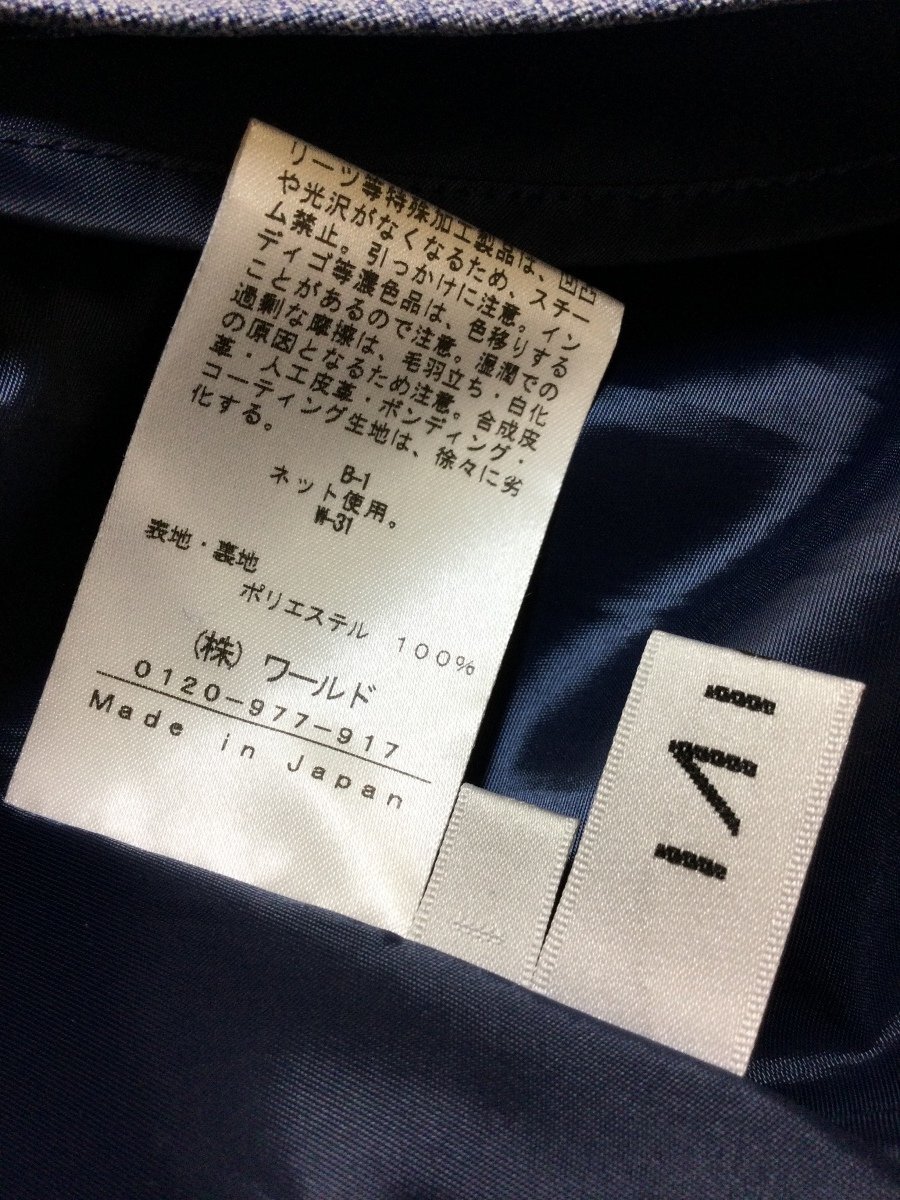 リーツ等特殊加工製品は、凹凸
や光沢がなくなるため、スチー
ム禁止。引っかけに注意。イン
ディゴ等濃色品は、色移りする
ことがあるので注意。湿潤での
過剰な摩擦は、毛羽立ち・白化
の原因となるため注意。合成皮
革・人工皮革・ボンディング・
コーティング生地は、徐々に劣
化する。
B-1
ネット使用。
W-31
表地・裏地
ポリエステル 100%
(株) ワールド
0120-977-917
Made in Japan